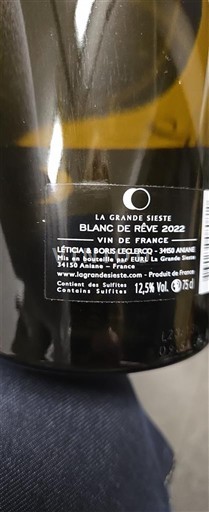 LA GRANDE SIESTE
BLANC DE RÊVE 2022
VIN DE FRANCE
LÉTICIA & BORIS LECLERCQ - 34150 ANIANE
Mis en bouteille par EURL La Grande Sieste
34150 Aniane - France
www.lagrandesieste.com - Produit de France
Contient des Sulfites
Contains Sulfites
12,5% Vol. 75 cl